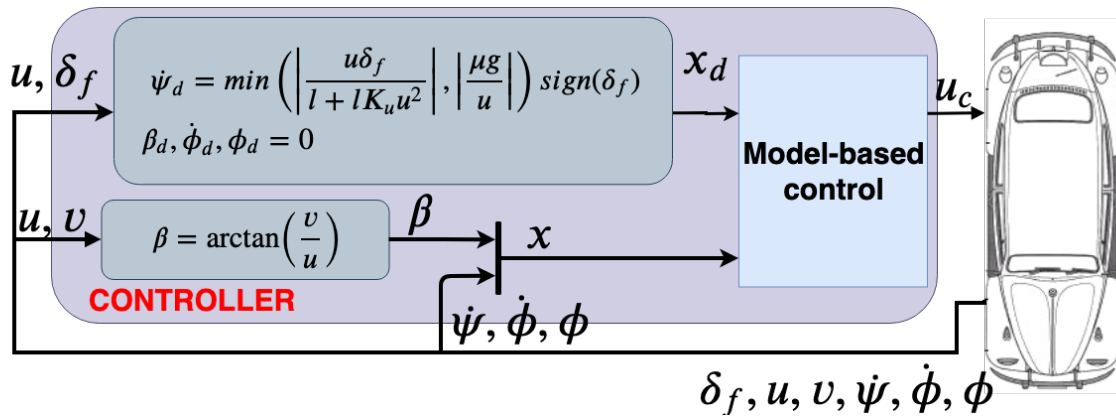 u, δ_f
ψ̇_d = min ( | uδ_f / (l + lK_u u²) | , | μg / u | ) sign(δ_f)
β_d, ϕ̇_d, ϕ_d = 0
x_d
u_c
Model-based
control
u, v
β = arctan( v / u )
β
x
CONTROLLER
ψ̇, ϕ̇, ϕ
δ_f, u, v, ψ̇, ϕ̇, ϕ